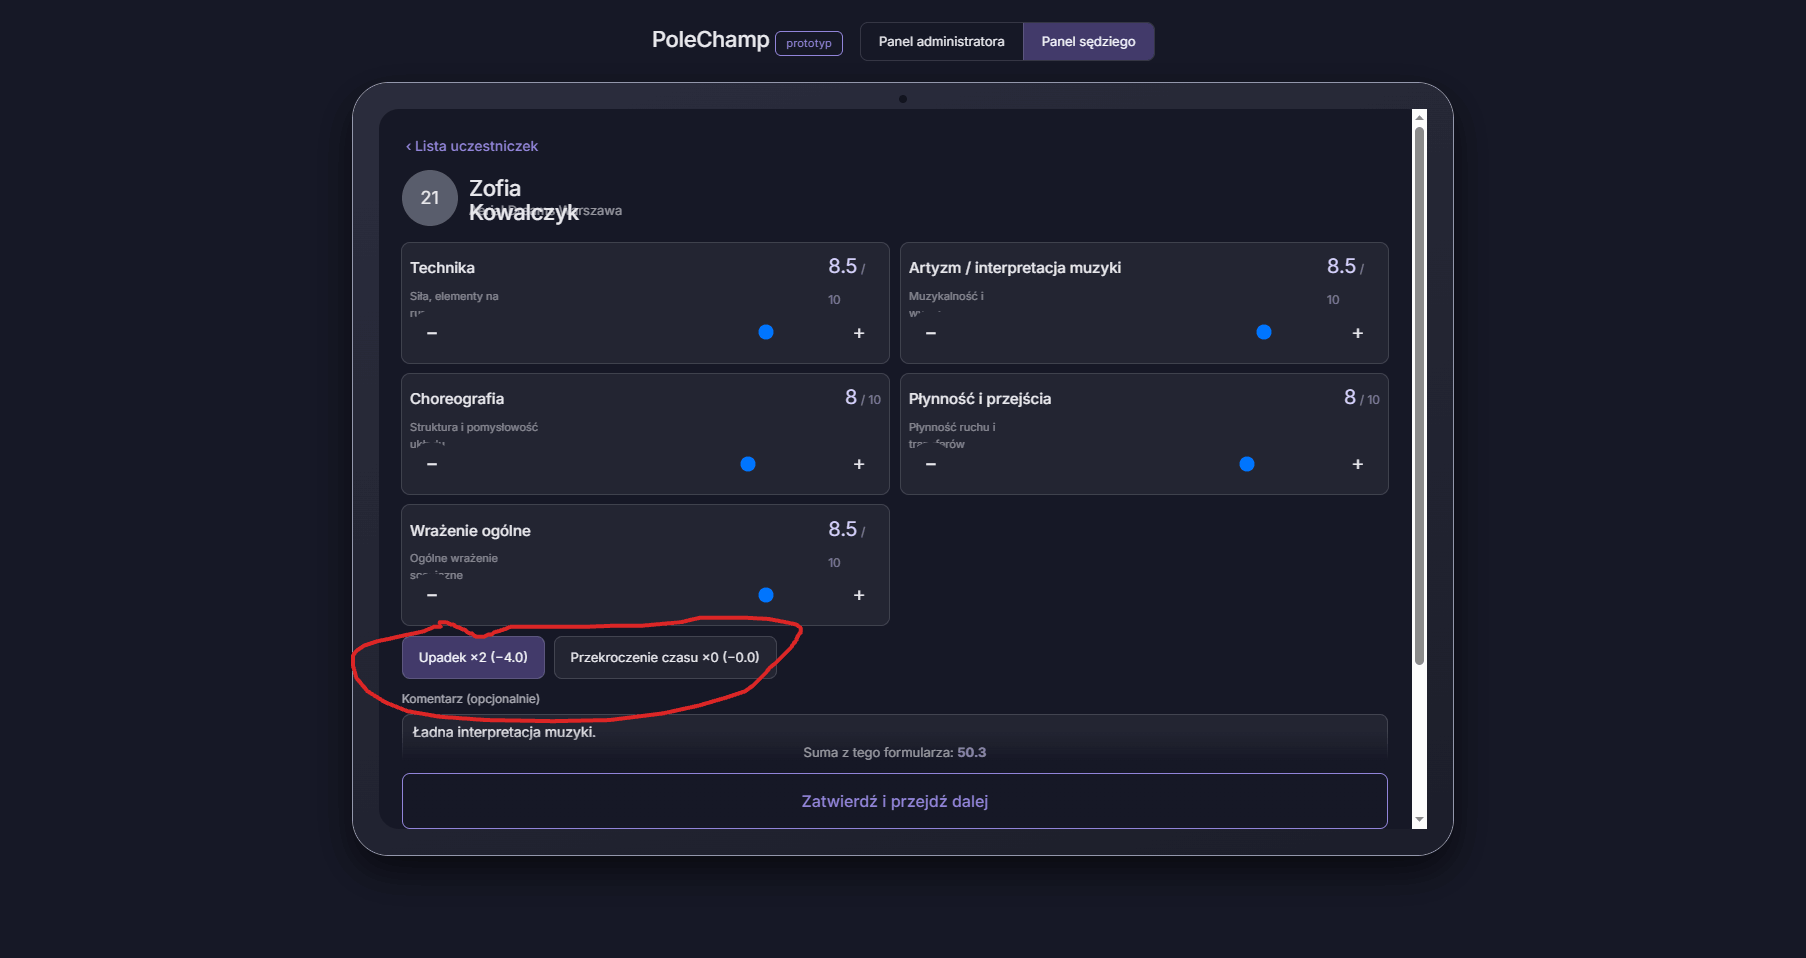 PoleChamp prototyp Panel administratora Panel sędziego
‹ Lista uczestniczek
21 Zofia
Kowalczyk
Technika 8.5 / 10
Siła, elementy na
Artyzm / interpretacja muzyki 8.5 / 10
Muzykalność i
Choreografia 8 / 10
Struktura i pomysłowość
Płynność i przejścia 8 / 10
Płynność ruchu i
transferów
Wrażenie ogólne 8.5 / 10
Ogólne wrażenie
Upadek ×2 (−4.0) Przekroczenie czasu ×0 (−0.0)
Komentarz (opcjonalnie)
Ładna interpretacja muzyki.
Suma z tego formularza: 50.3
Zatwierdź i przejdź dalej